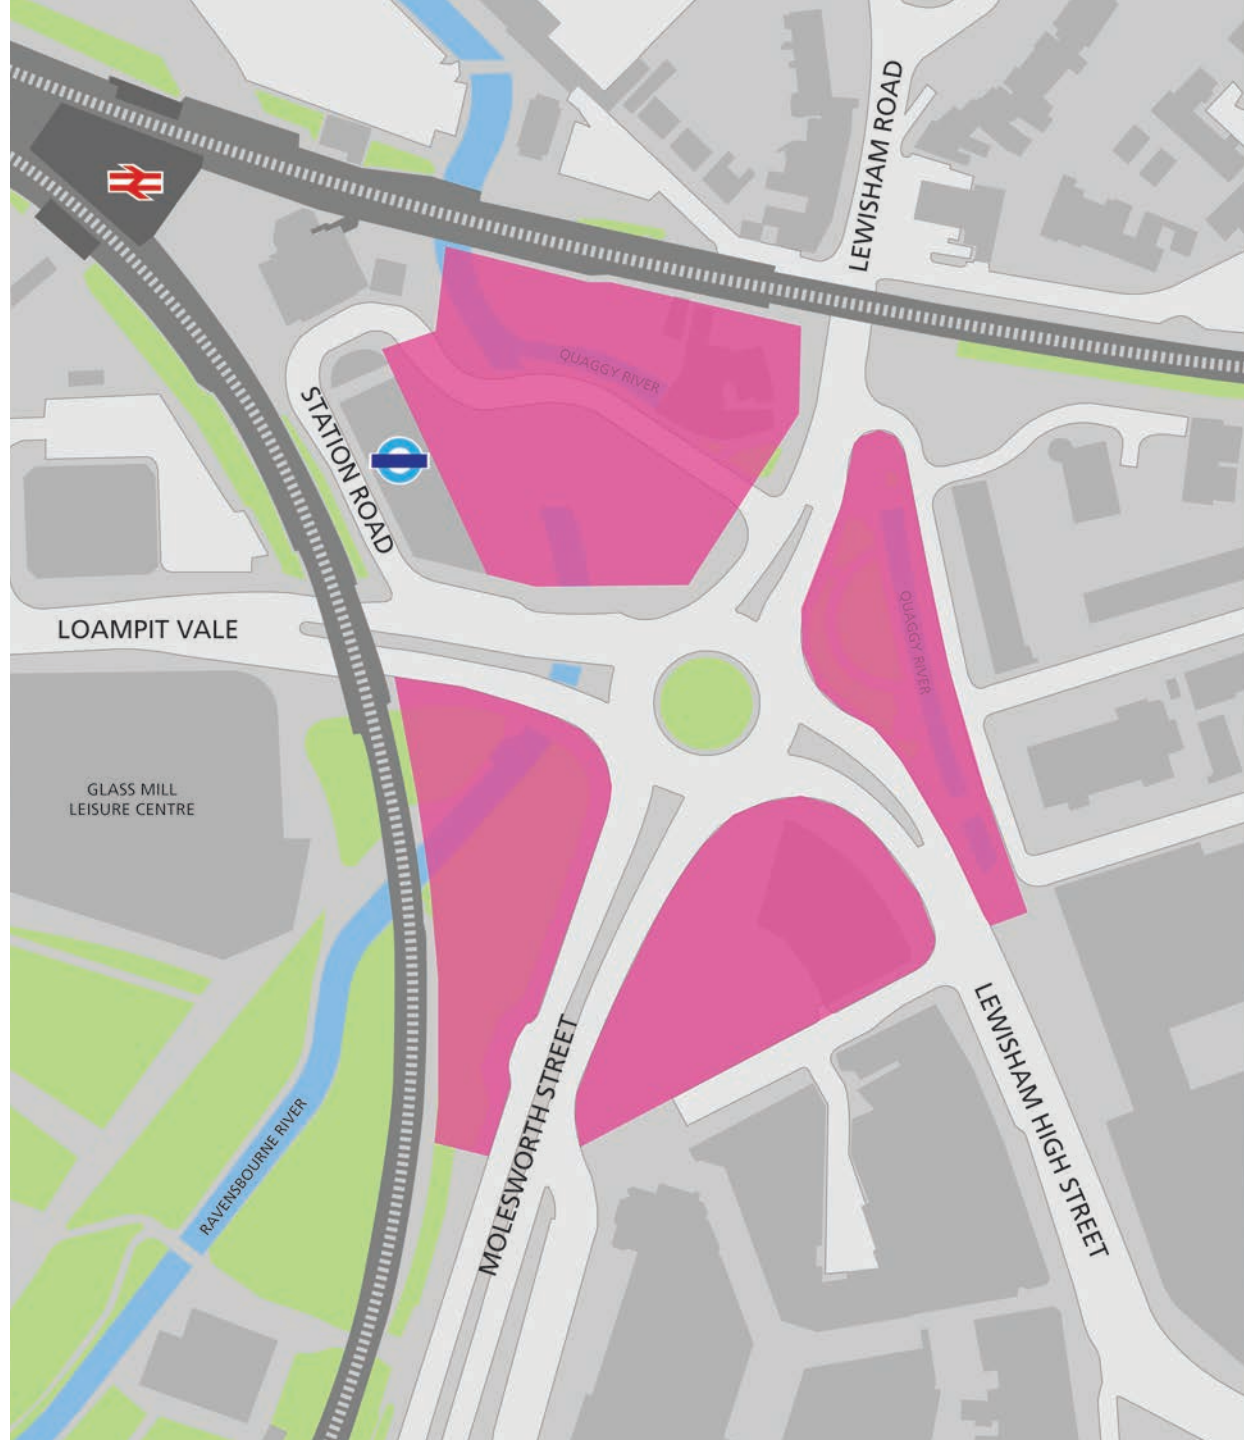 LEWISHAM ROAD
QUAGGY RIVER
STATION ROAD
LOAMPIT VALE
QUAGGY RIVER
GLASS MILL
LEISURE CENTRE
LEWISHAM HIGH STREET
MOLESWORTH STREET
RAVENSBOURNE RIVER